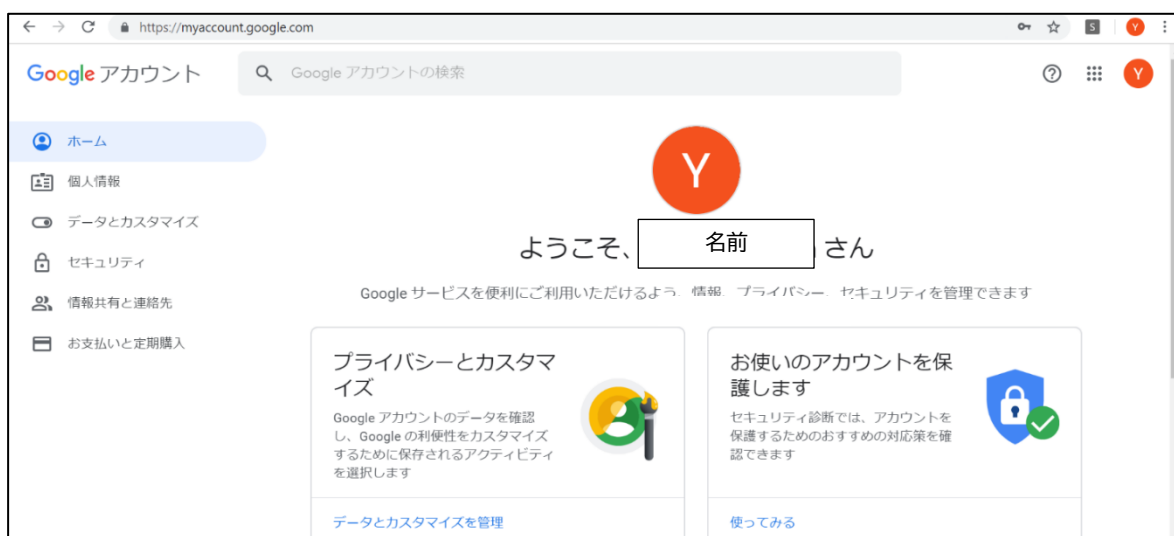 https://myaccount.google.com
S
Y
Google アカウント
Google アカウントの検索
Y
ホーム
個人情報
データとカスタマイズ
セキュリティ
情報共有と連絡先
お支払いと定期購入
Y
ようこそ、 名前 さん
Google サービスを便利にご利用いただけるよう、情報、プライバシー、セキュリティを管理できます
プライバシーとカスタマ
イズ
Google アカウントのデータを確認
し、Google の利便性をカスタマイズ
するために保存されるアクティビティ
を選択します
データとカスタマイズを管理
お使いのアカウントを保
護します
セキュリティ診断では、アカウントを
保護するためのおすすめの対応策を確
認できます
使ってみる